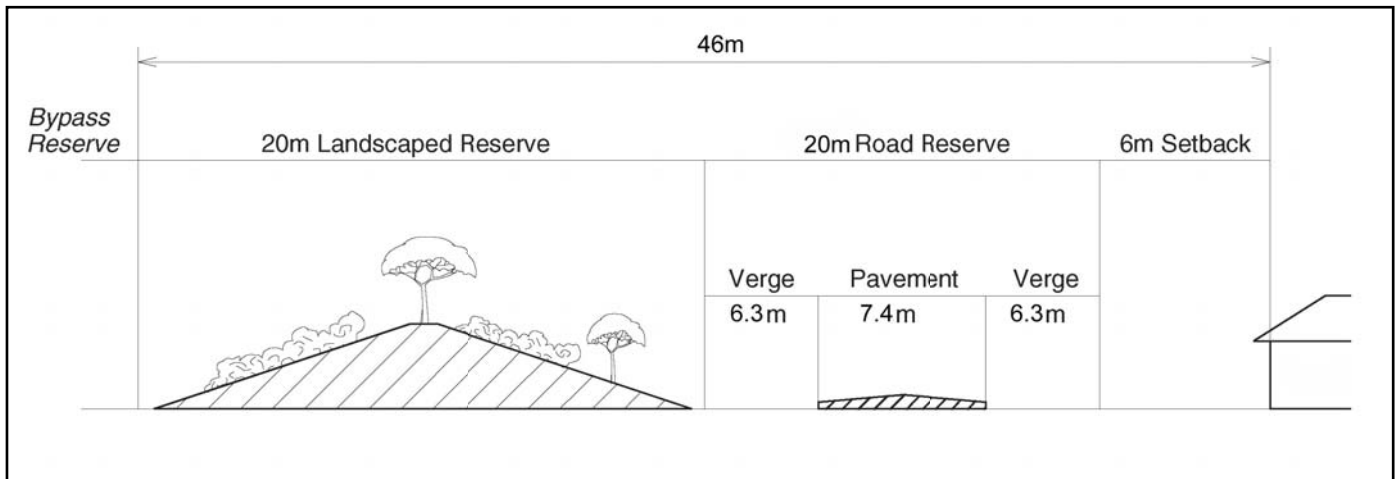 46m
Bypass
Reserve
20m Landscaped Reserve
20m Road Reserve
6m Setback
Verge
Pavement
Verge
6.3m
7.4m
6.3m